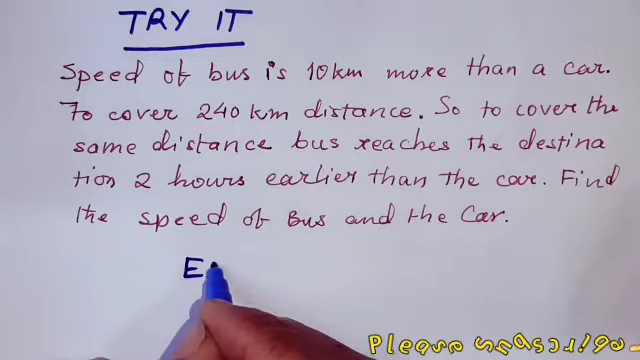 TRY IT
Speed of bus is 10km more than a car.
To cover 240 km distance. So to cover the
same distance bus reaches the destina
tion 2 hours earlier than the car. Find
the speed of Bus and the Car.
E
Please